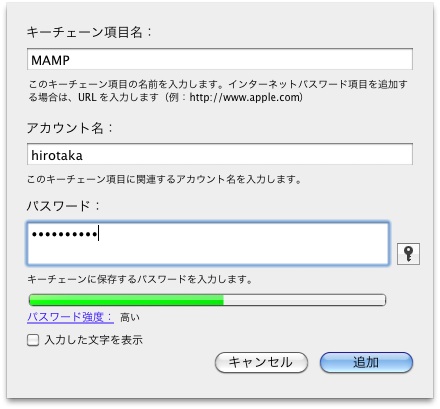 キーチェーン項目名：
MAMP
このキーチェーン項目の名前を入力します。インターネットパスワード項目を追加す
る場合は、URL を入力します（例：http://www.apple.com）
アカウント名：
hirotaka
このキーチェーン項目に関連するアカウント名を入力します。
パスワード：
••••••••••
キーチェーンに保存するパスワードを入力します。
パスワード強度： 高い
入力した文字を表示
キャンセル 追加